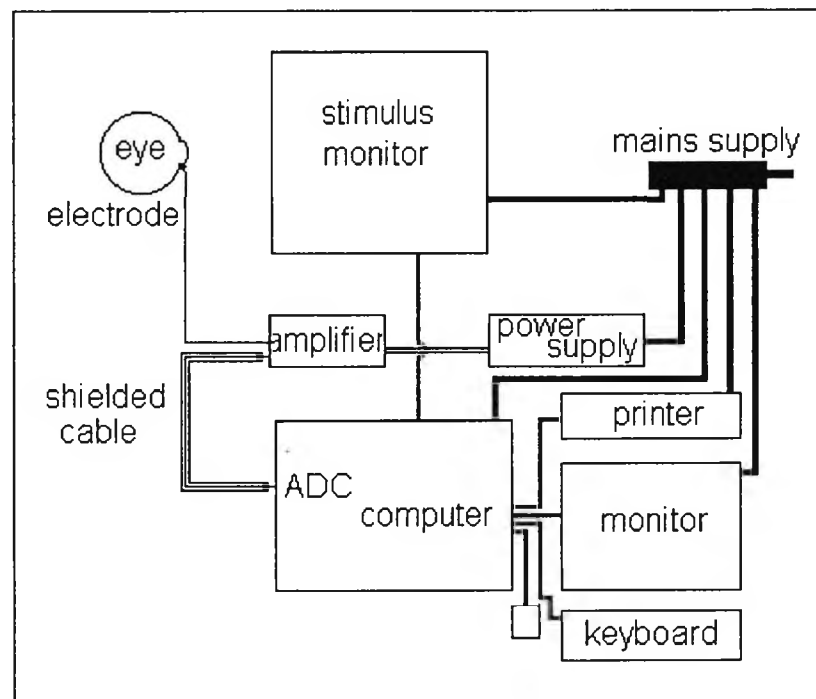 stimulus
monitor
eye
mains supply
electrode
amplifier
power
supply
shielded
cable
printer
ADC
computer
monitor
keyboard